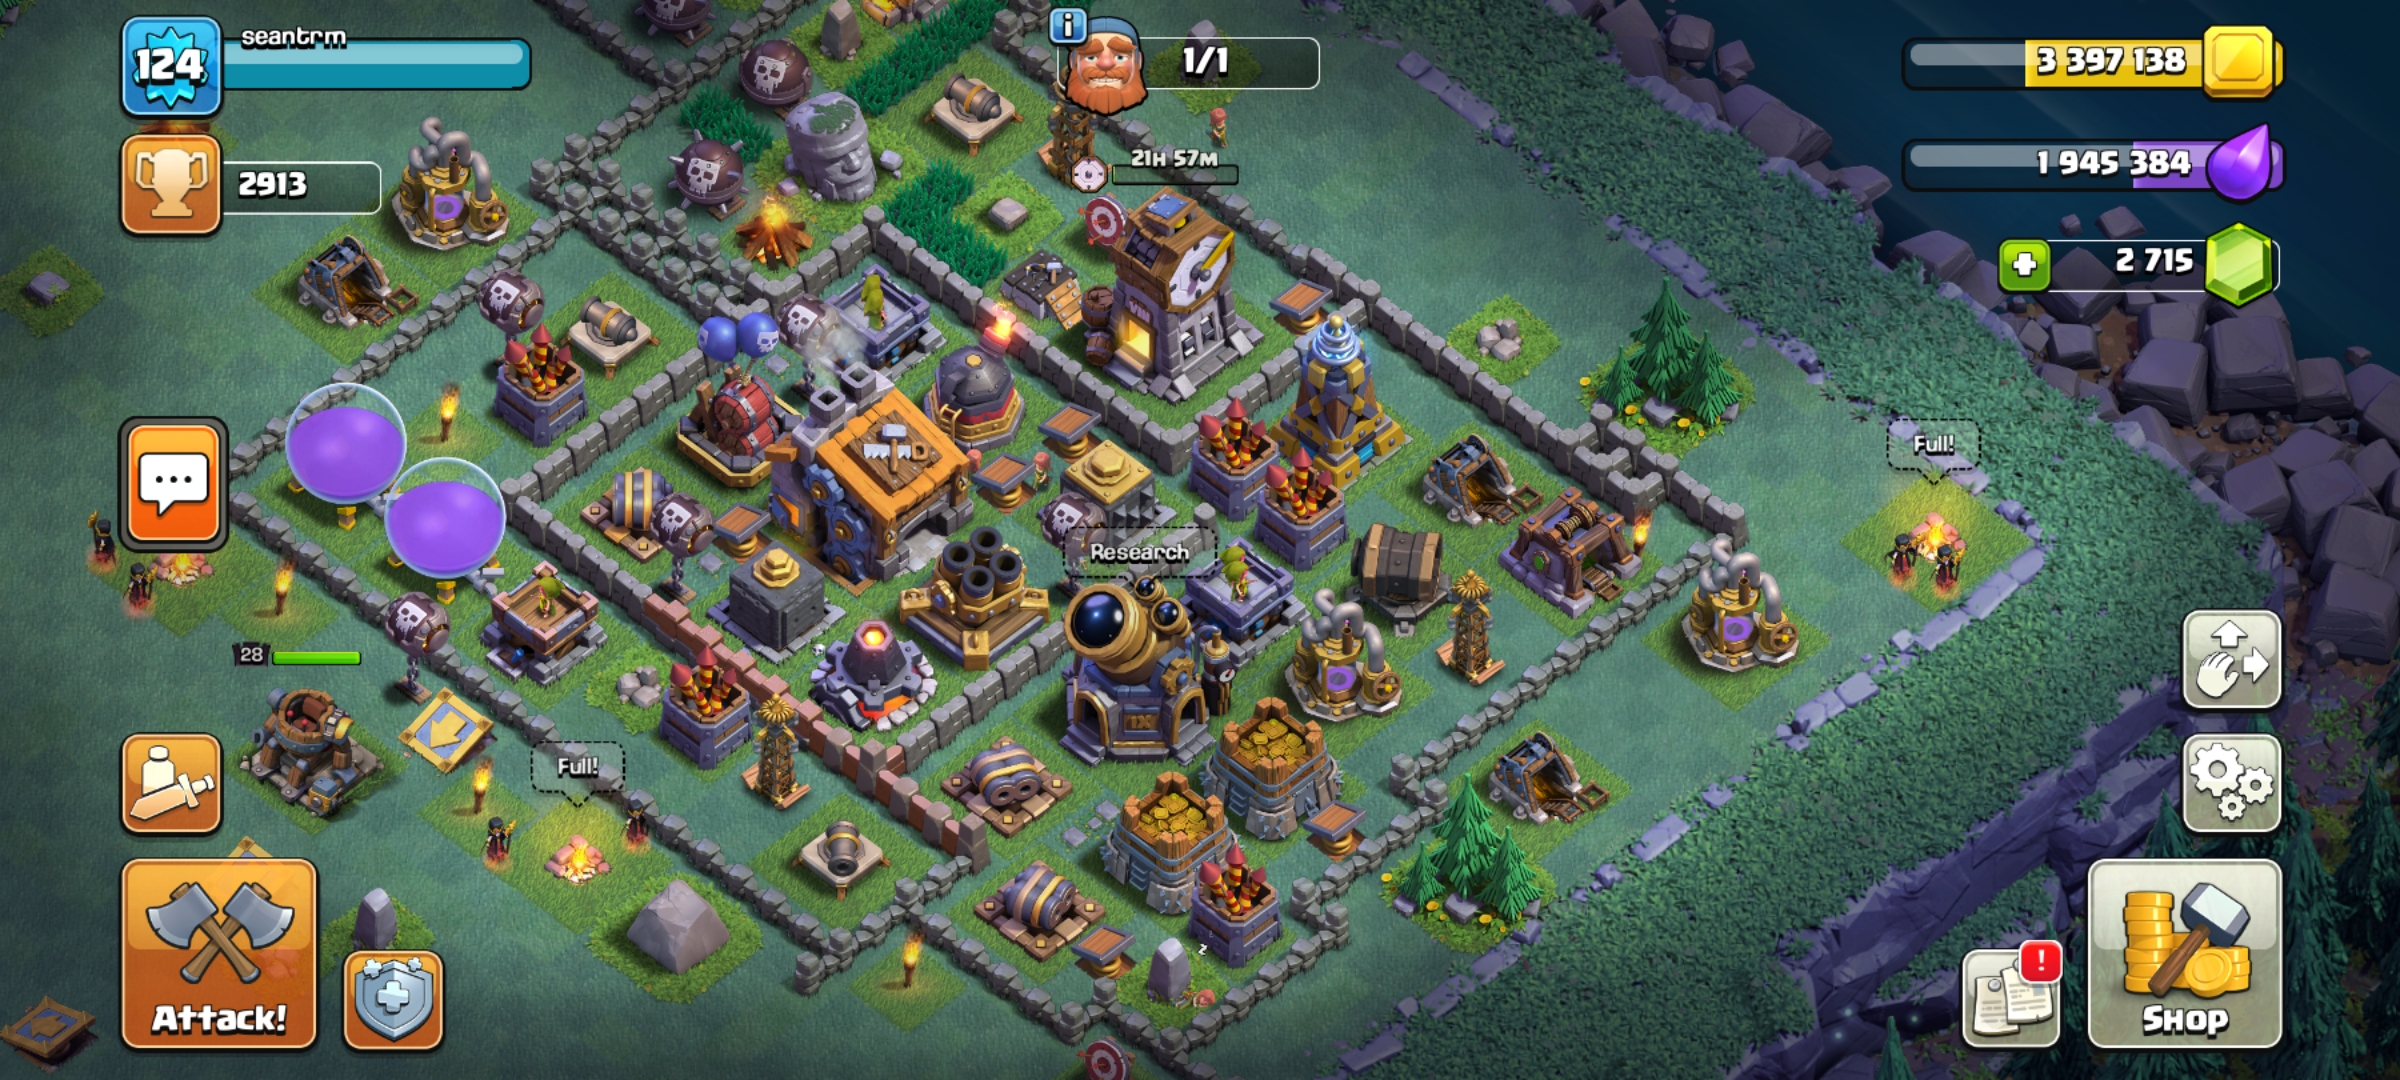 124
seantrm
1/1
3 397 138
2913
21H 57M
1 945 384
2 715
Full!
Research
28
Full!
z
Attack!
!
Shop